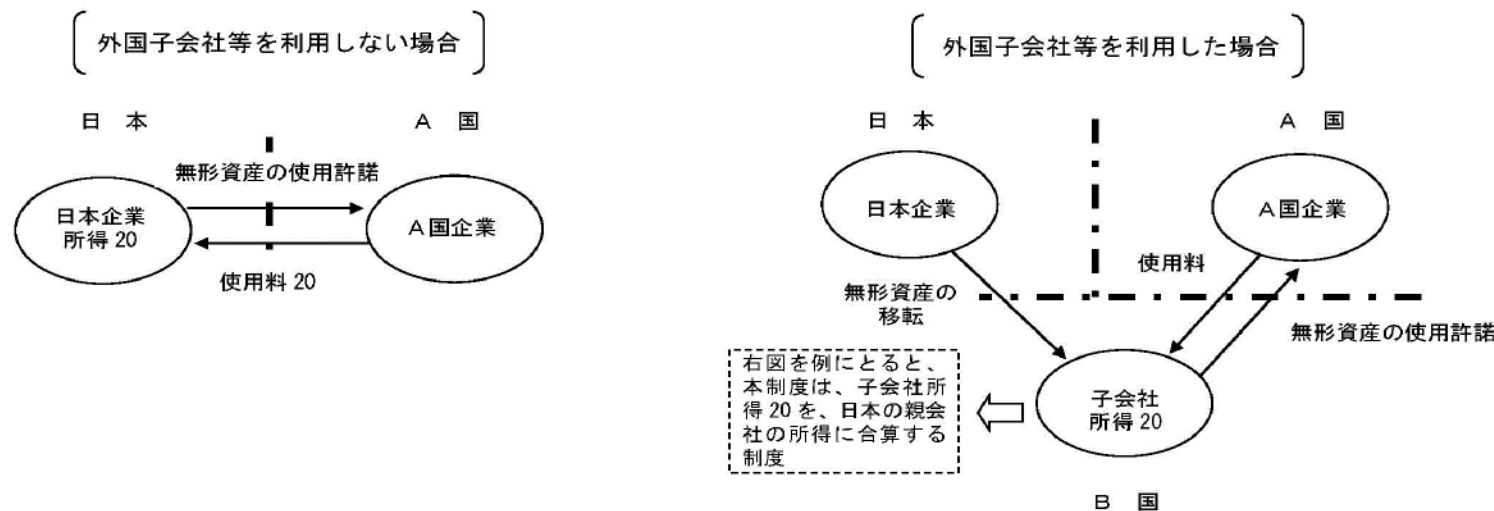 外国子会社等を利用しない場合
日 本
A 国
無形資産の使用許諾
日本企業
所得 20
A国企業
使用料 20
外国子会社等を利用した場合
日 本
A 国
日本企業
A国企業
使用料
無形資産の
移転
無形資産の使用許諾
右図を例にとると、
本制度は、子会社所
得 20 を、日本の親会
社の所得に合算する
制度
子会社
所得 20
B 国